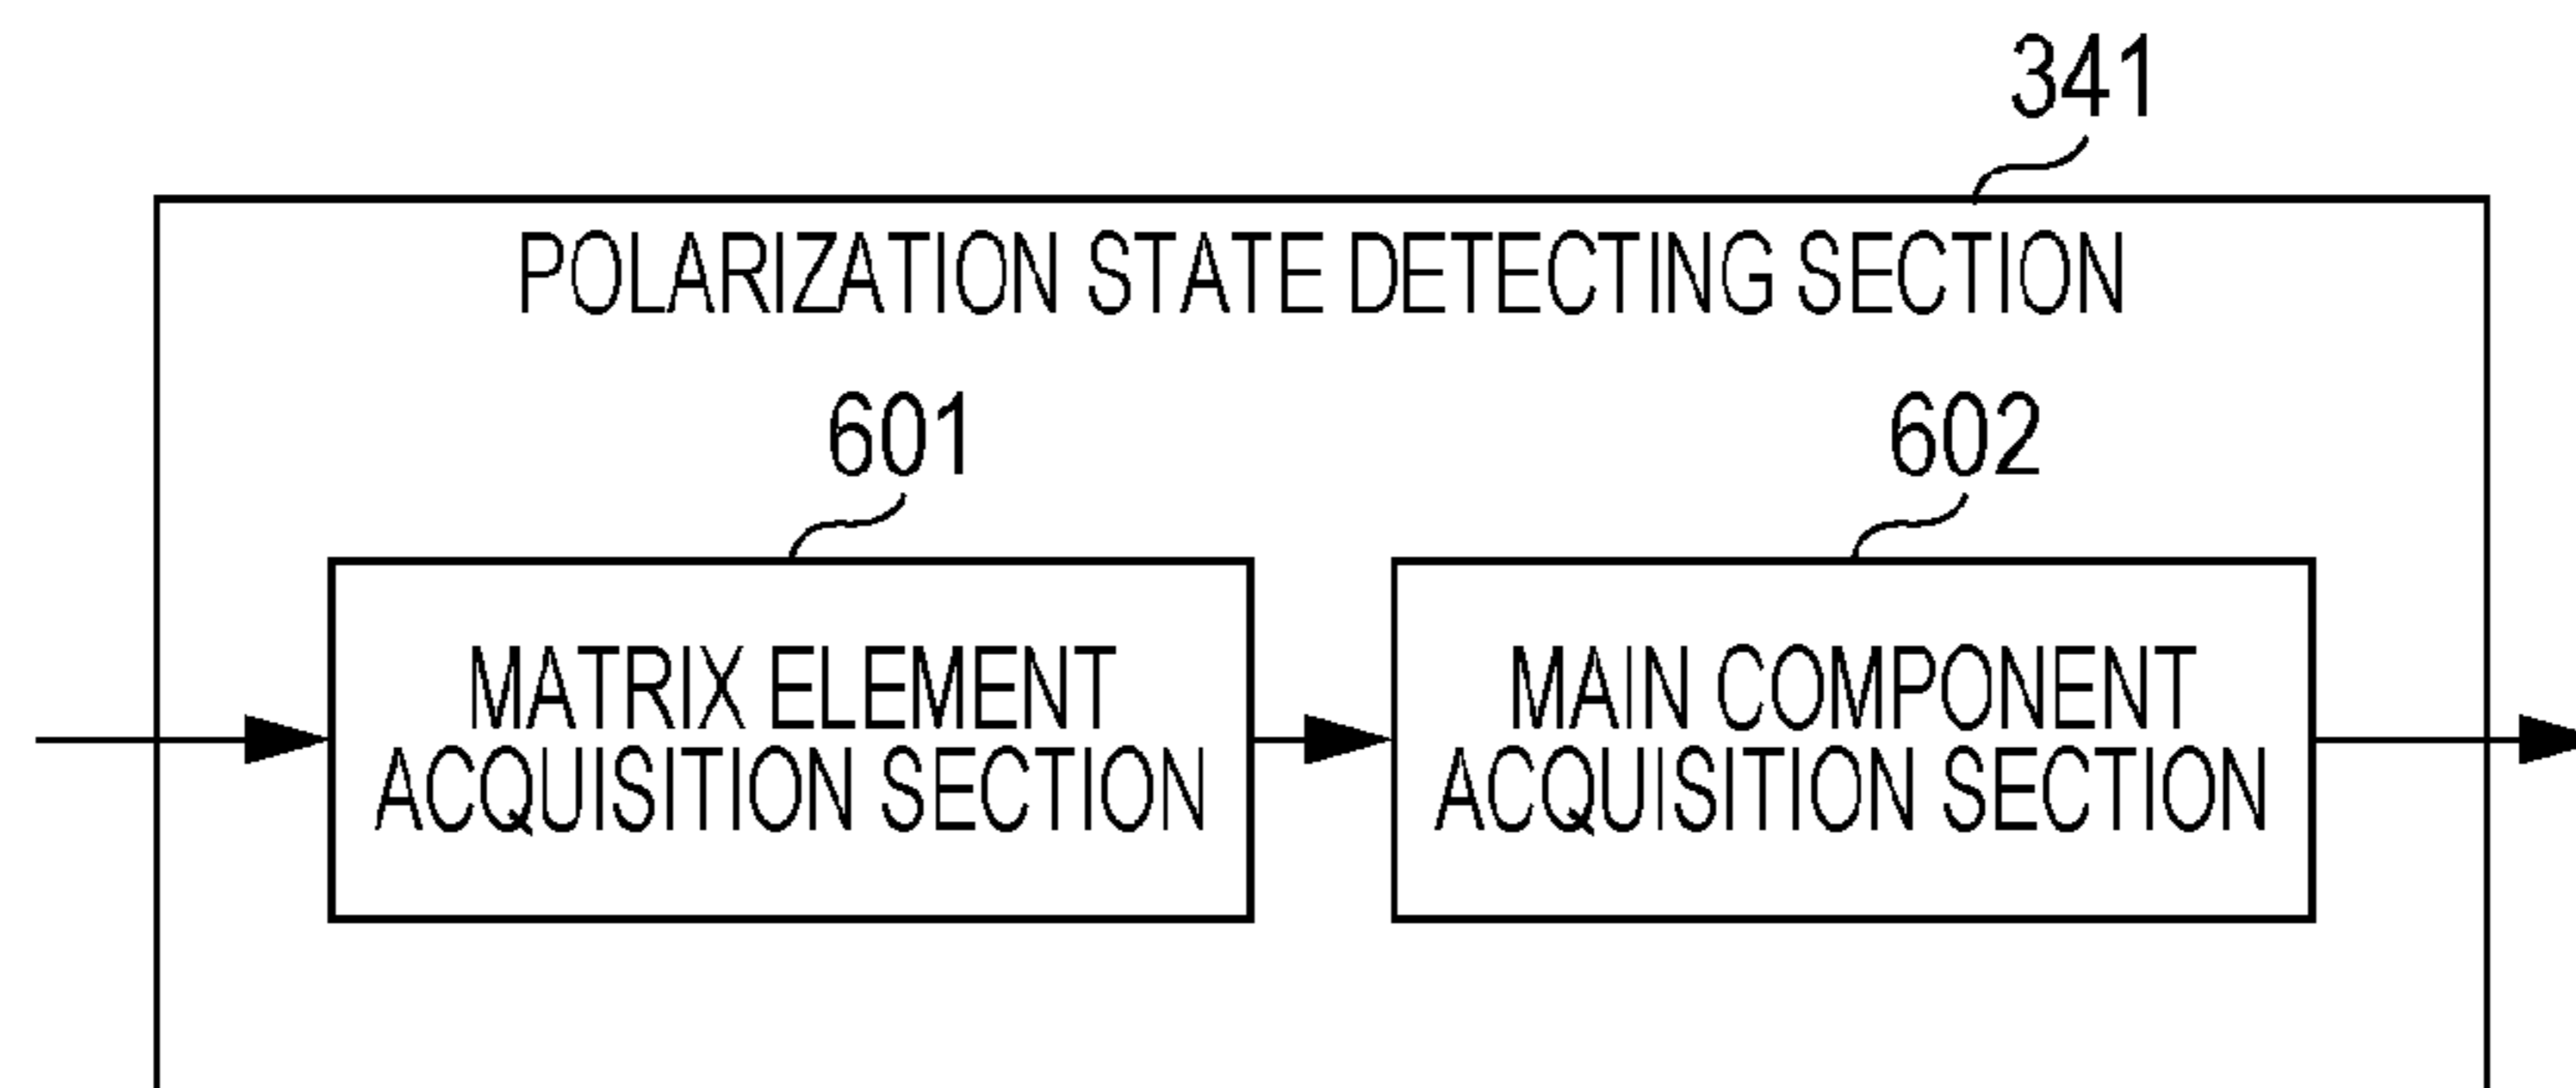 341
POLARIZATION STATE DETECTING SECTION
601
602
MATRIX ELEMENT
ACQUISITION SECTION
MAIN COMPONENT
ACQUISITION SECTION